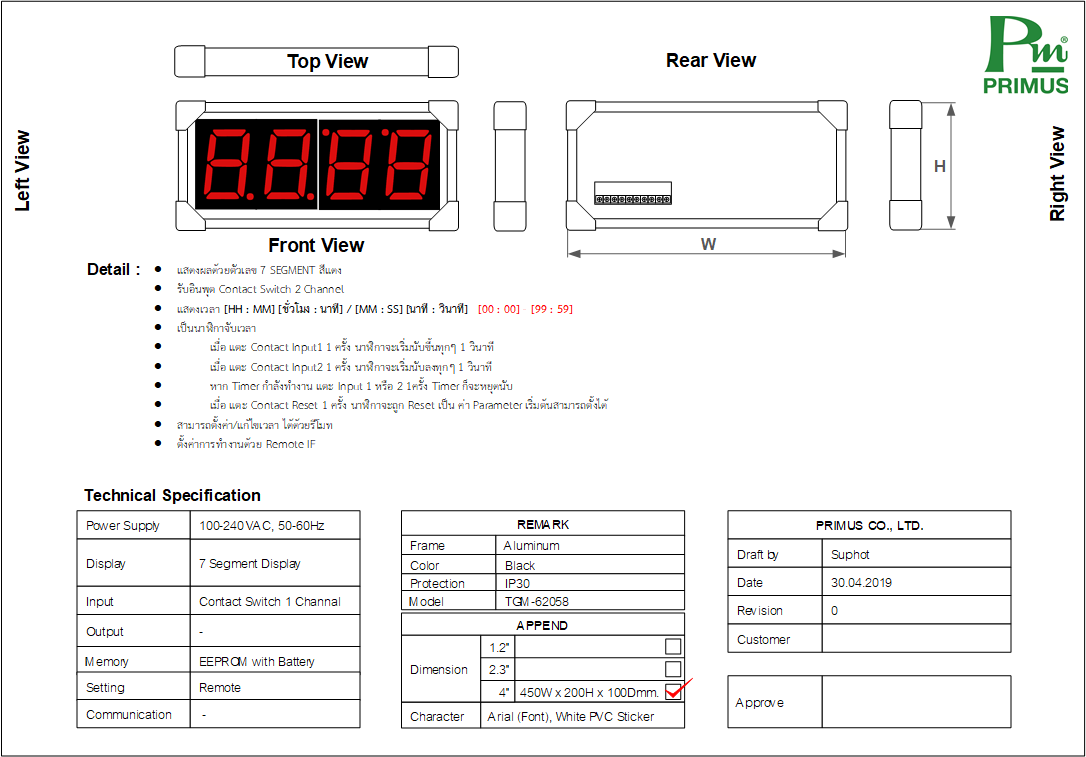 Top View
Rear View
Pm®
PRIMUS
Left View
88.88
H
Right View
W
Front View
Detail :
• แสดงผลด้วยตัวเลข 7 SEGMENT สีแดง
• รับอินพุต Contact Switch 2 Channel
• แสดงเวลา [HH : MM] [ชั่วโมง : นาที] / [MM : SS] [นาที : วินาที] [00 : 00] [99 : 59]
• เป็นนาฬิกาจับเวลา
• เมื่อ แตะ Contact Input1 1 ครั้ง นาฬิกาจะเริ่มนับขึ้นทุกๆ 1 วินาที
• เมื่อ แตะ Contact Input2 1 ครั้ง นาฬิกาจะเริ่มนับลงทุกๆ 1 วินาที
• หาก Timer กำลังทำงาน แตะ Input 1 หรือ 2 1ครั้ง Timer ก็จะหยุดนับ
• เมื่อ แตะ Contact Reset 1 ครั้ง นาฬิกาจะถูก Reset เป็น ค่า Parameter เริ่มต้นสามารถตั้งได้
• สามารถตั้งค่า/แก้ไขเวลา ได้ด้วยรีโมท
• ตั้งค่าการทำงานด้วย Remote IF
Technical Specification
Power Supply 100-240 VAC, 50-60Hz
Display 7 Segment Display
Input Contact Switch 1 Channal
Output -
Memory EEPROM with Battery
Setting Remote
Communication -
REMARK
Frame Aluminum
Color Black
Protection IP30
Model TGM-62058
APPEND
Dimension
1.2"
2.3"
4" 450W x 200H x 100Dmm.
Character Arial (Font), White PVC Sticker
PRIMUS CO., LTD.
Draft by Suphot
Date 30.04.2019
Revision 0
Customer
Approve